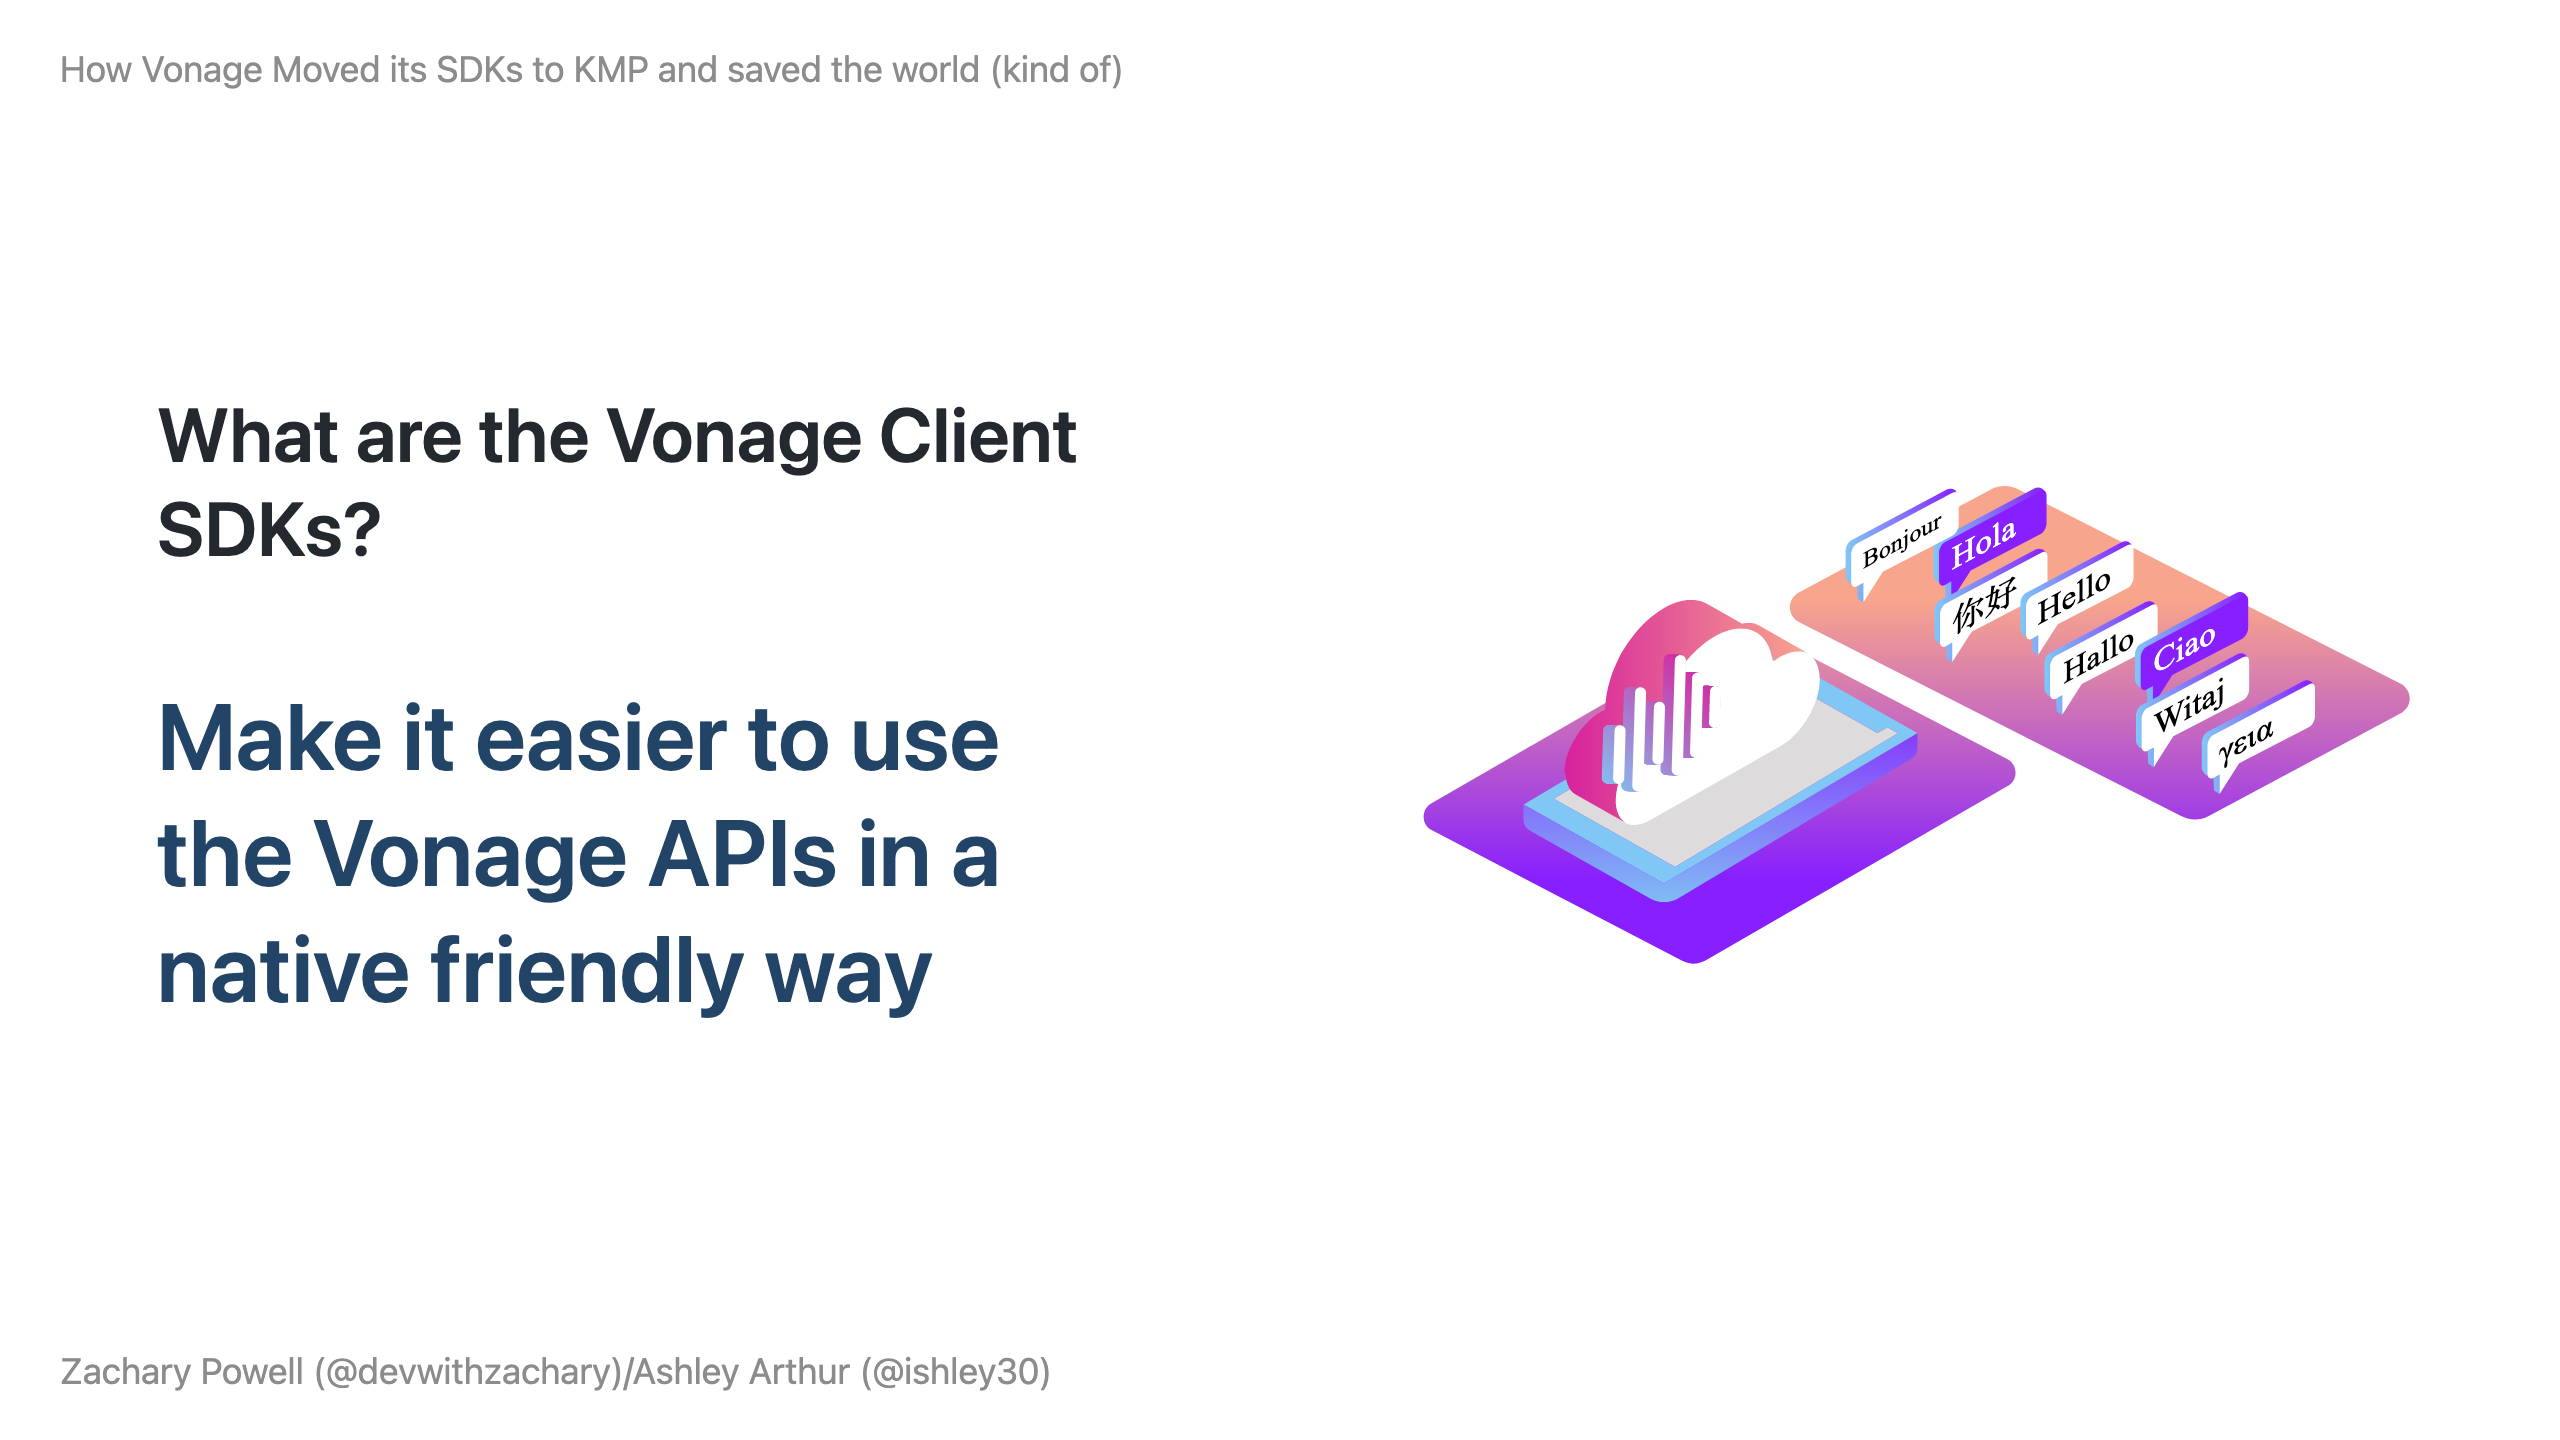 How Vonage Moved its SDKs to KMP and saved the world (kind of)
What are the Vonage Client
SDKs?
Make it easier to use
the Vonage APIs in a
native friendly way
Bonjour
Hola
你好
Hello
Hallo
Ciao
Witaj
γεια
Zachary Powell (@devwithzachary)/Ashley Arthur (@ishley30)